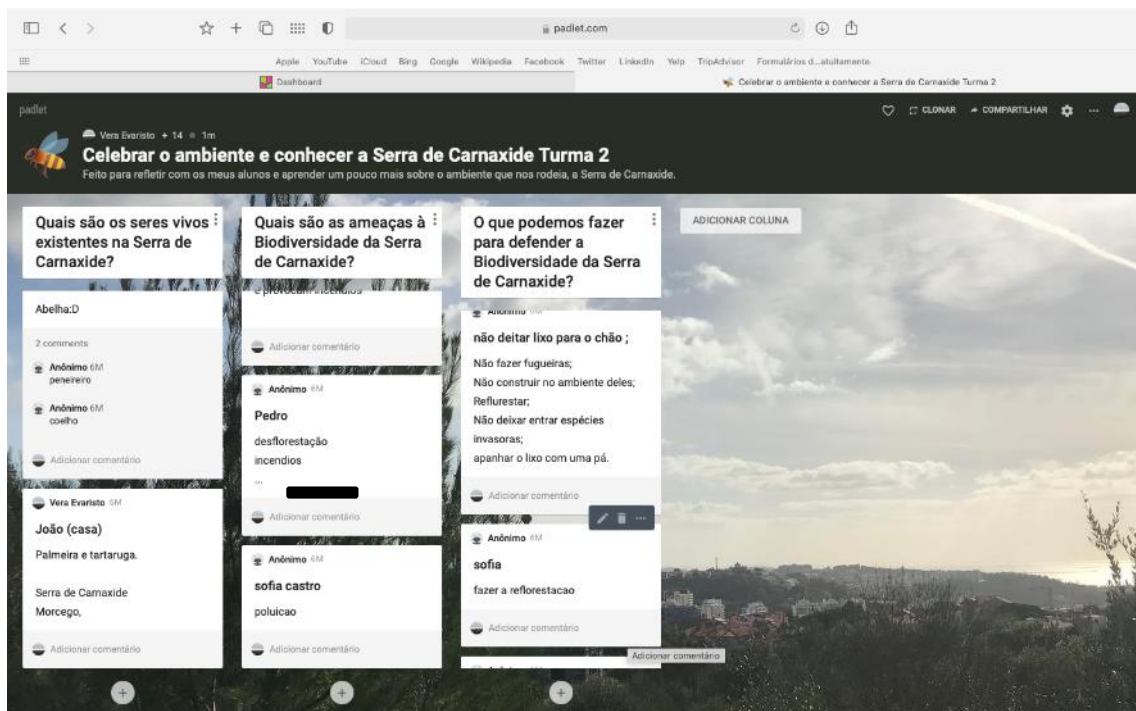 padlet.com
Apple YouTube iCloud Bing Google Wikipedia Facebook Twitter LinkedIn Yelp TripAdvisor Formulários d...atuitamente.
Dashboard
Celebrar o ambiente e conhecer a Serra de Carnaxide Turma 2
padlet
CLONAR
COMPARTILHAR
Vera Evaristo + 14 1m
Celebrar o ambiente e conhecer a Serra de Carnaxide Turma 2
Feito para refletir com os meus alunos e aprender um pouco mais sobre o ambiente que nos rodeia, a Serra de Carnaxide.
Quais são os seres vivos
existentes na Serra de
Carnaxide?
Abelha:D
2 comments
Anônimo 6M
peneireiro
Anônimo 6M
coelho
Adicionar comentário
Vera Evaristo 6M
João (casa)
Palmeira e tartaruga.
Serra de Carnaxide
Morcego,
Adicionar comentário
Quais são as ameaças à
Biodiversidade da Serra
de Carnaxide?
e provocam incendios
Adicionar comentário
Anônimo 6M
Pedro
desflorestação
incendios
...
Adicionar comentário
Anônimo 6M
sofia castro
poluicao
Adicionar comentário
O que podemos fazer
para defender a
Biodiversidade da Serra
de Carnaxide?
Anônimo 6M
não deitar lixo para o chão ;
Não fazer fugueiras;
Não construir no ambiente deles;
Reflurestar;
Não deixar entrar espécies
invasoras;
apanhar o lixo com uma pá.
Adicionar comentário
Anônimo 6M
sofia
fazer a reflorestacao
Adicionar comentário
Adicionar comentário
ADICIONAR COLUNA